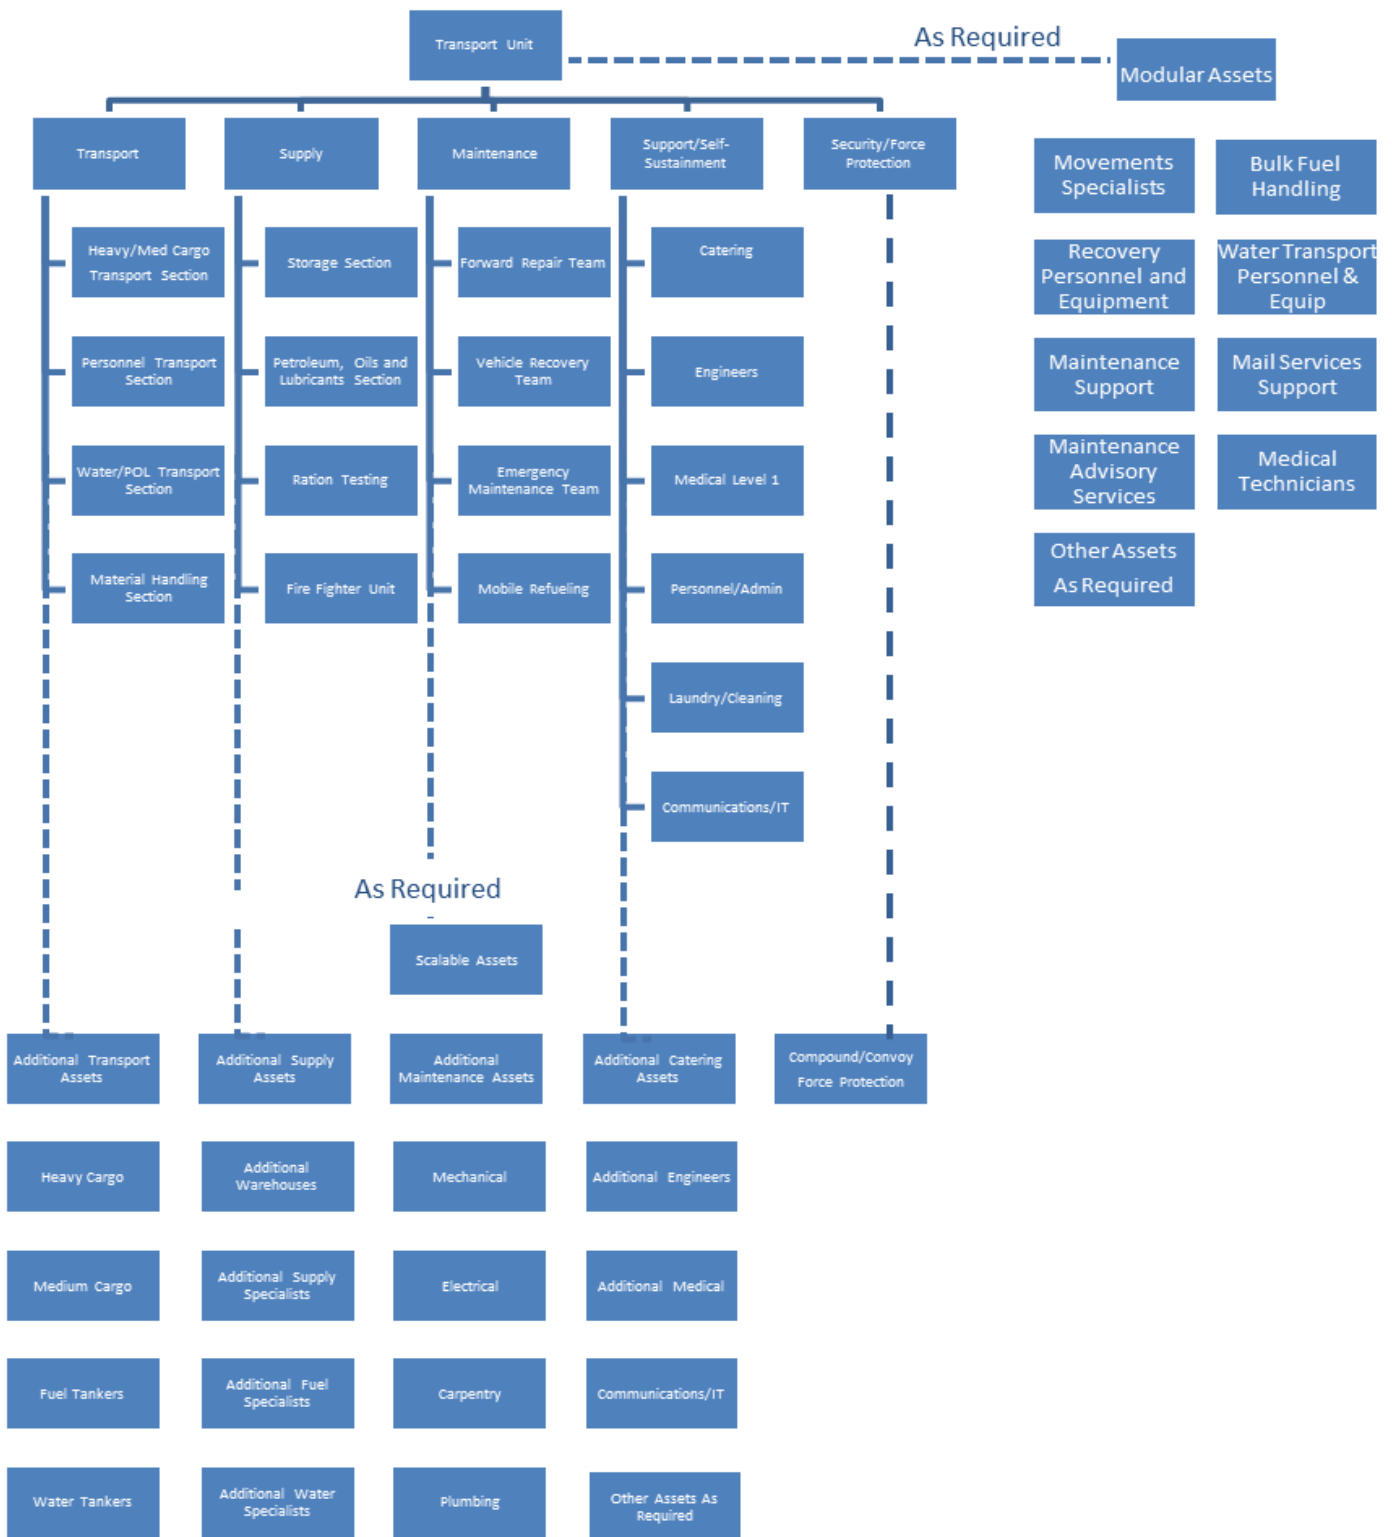 Transport Unit
As Required
Modular Assets
Transport
Supply
Maintenance
Support/Self-
Sustainment
Security/Force
Protection
Heavy/Med Cargo
Transport Section
Storage Section
Forward Repair Team
Catering
Personnel Transport
Section
Petroleum, Oils and
Lubricants Section
Vehicle Recovery
Team
Engineers
Water/POL Transport
Section
Ration Testing
Emergency
Maintenance Team
Medical Level 1
Material Handling
Section
Fire Fighter Unit
Mobile Refueling
Personnel/Admin
Laundry/Cleaning
Communications/IT
Movements
Specialists
Bulk Fuel
Handling
Recovery
Personnel and
Equipment
Water Transport
Personnel &
Equip
Maintenance
Support
Mail Services
Support
Maintenance
Advisory
Services
Medical
Technicians
Other Assets
As Required
As Required
Scalable Assets
Additional Transport
Assets
Additional Supply
Assets
Additional
Maintenance Assets
Additional Catering
Assets
Compound/Convoy
Force Protection
Heavy Cargo
Additional
Warehouses
Mechanical
Additional Engineers
Medium Cargo
Additional Supply
Specialists
Electrical
Additional Medical
Fuel Tankers
Additional Fuel
Specialists
Carpentry
Communications/IT
Water Tankers
Additional Water
Specialists
Plumbing
Other Assets As
Required